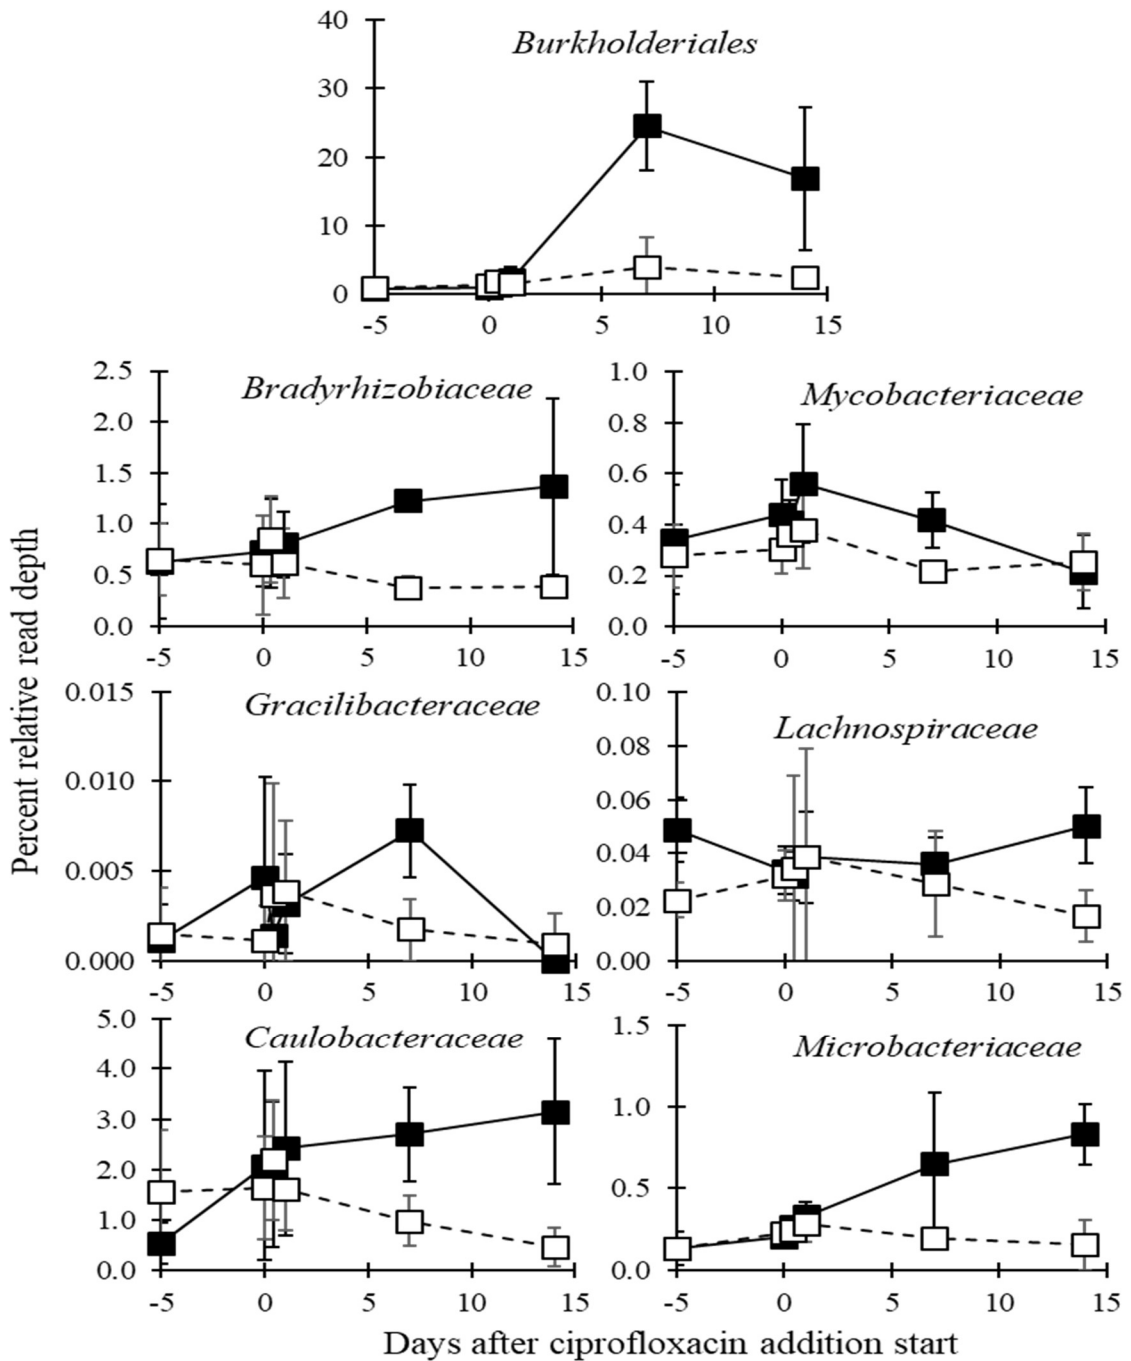 Burkholderiales
40
30
20
10
0
-5 0 5 10 15
Percent relative read depth
Bradyrhizobiaceae
2.5
2.0
1.5
1.0
0.5
0.0
-5 0 5 10 15
Mycobacteriaceae
1.0
0.8
0.6
0.4
0.2
0.0
-5 0 5 10 15
Gracilibacteraceae
0.015
0.010
0.005
0.000
-5 0 5 10 15
Lachnospiraceae
0.10
0.08
0.06
0.04
0.02
0.00
-5 0 5 10 15
Caulobacteraceae
5.0
4.0
3.0
2.0
1.0
0.0
-5 0 5 10 15
Microbacteriaceae
1.5
1.0
0.5
0.0
-5 0 5 10 15
Days after ciprofloxacin addition start